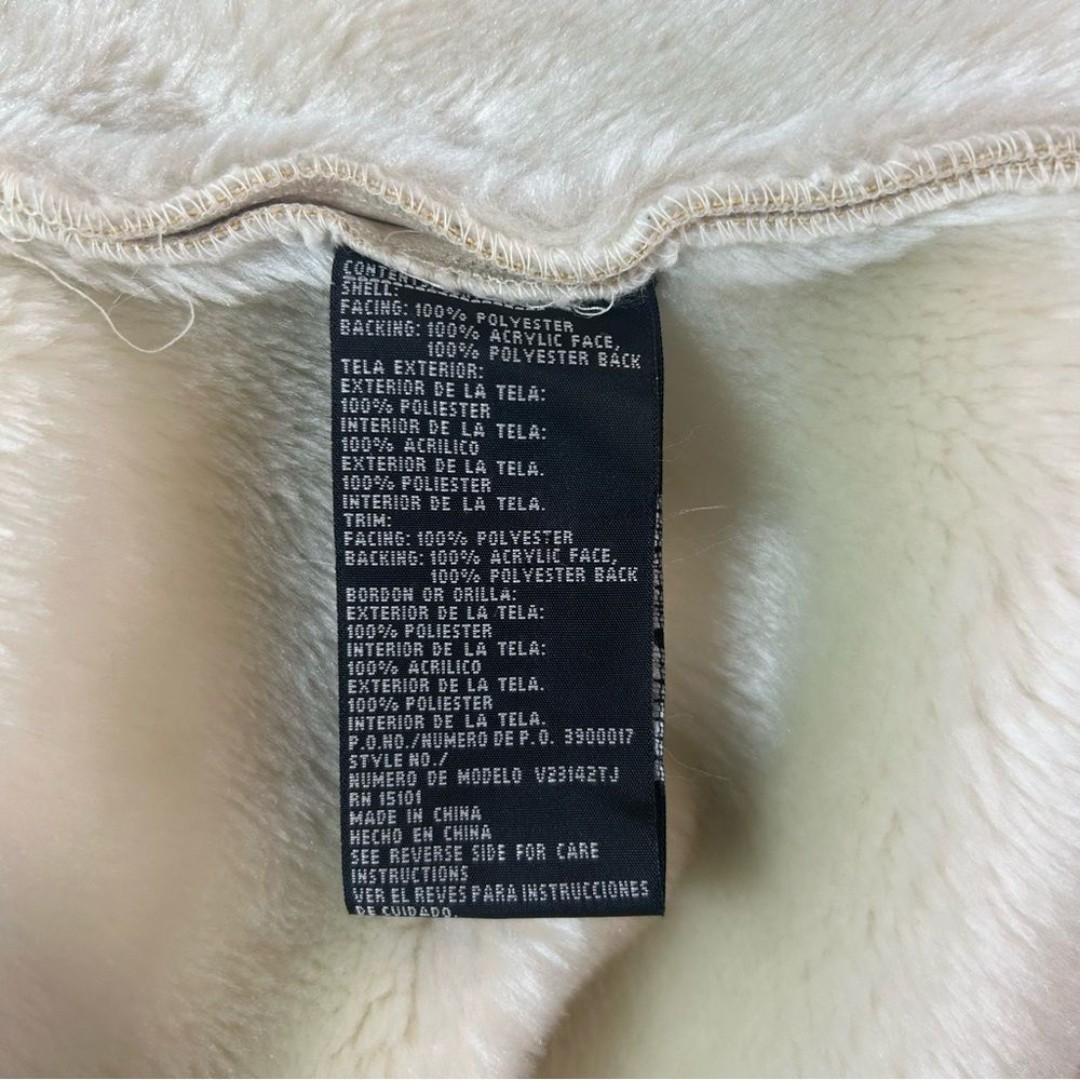 CONTENT
SHELL:
FACING: 100% POLYESTER
BACKING: 100% ACRYLIC FACE,
100% POLYESTER BACK
TELA EXTERIOR:
EXTERIOR DE LA TELA:
100% POLIESTER
INTERIOR DE LA TELA:
100% ACRILICO
EXTERIOR DE LA TELA.
100% POLIESTER
INTERIOR DE LA TELA.
TRIM:
FACING: 100% POLYESTER
BACKING: 100% ACRYLIC FACE,
100% POLYESTER BACK
BORDON OR ORILLA:
EXTERIOR DE LA TELA:
100% POLIESTER
INTERIOR DE LA TELA:
100% ACRILICO
EXTERIOR DE LA TELA.
100% POLIESTER
INTERIOR DE LA TELA.
P.O.NO./NUMERO DE P.O. 3900017
STYLE NO./
NUMERO DE MODELO V23142TJ
RN 15101
MADE IN CHINA
HECHO EN CHINA
SEE REVERSE SIDE FOR CARE
INSTRUCTIONS
VER EL REVES PARA INSTRUCCIONES
DE CUIDADO.